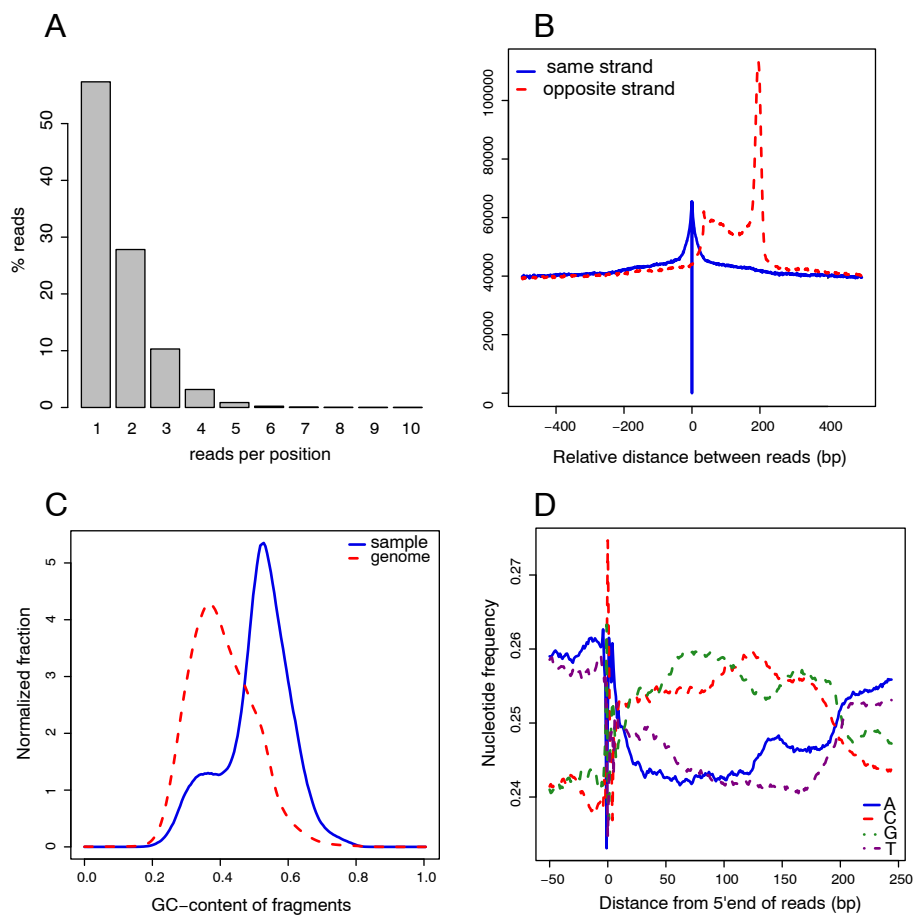 A
% reads
0
10
20
30
40
50
1 2 3 4 5 6 7 8 9 10
reads per position
B
same strand
opposite strand
0
20000
40000
60000
80000
100000
−400 −200 0 200 400
Relative distance between reads (bp)
C
sample
genome
Normalized fraction
0
1
2
3
4
5
0.0 0.2 0.4 0.6 0.8 1.0
GC−content of fragments
D
Nucleotide frequency
0.24
0.25
0.26
0.27
A
C
G
T
−50 0 50 100 150 200 250
Distance from 5'end of reads (bp)